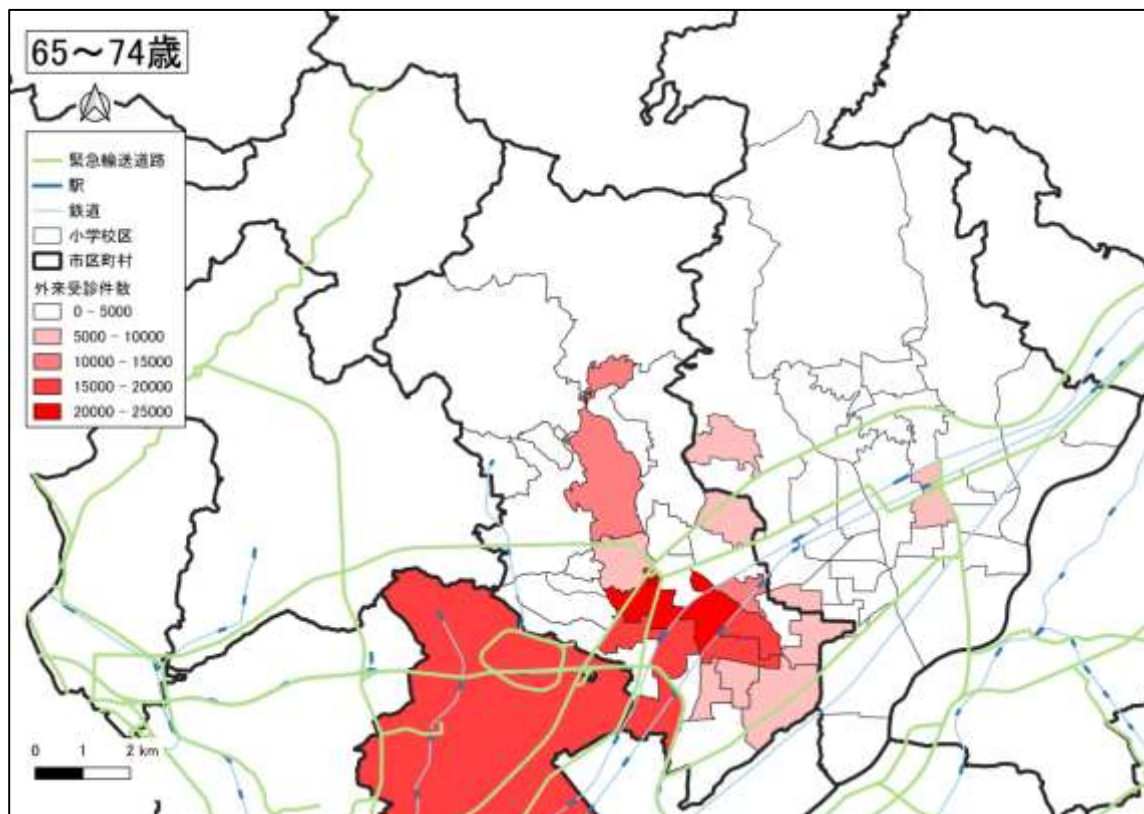 65～74歳
緊急輸送道路
駅
鉄道
小学校区
市区町村
外来受診件数
0 - 5000
5000 - 10000
10000 - 15000
15000 - 20000
20000 - 25000
0 1 2 km